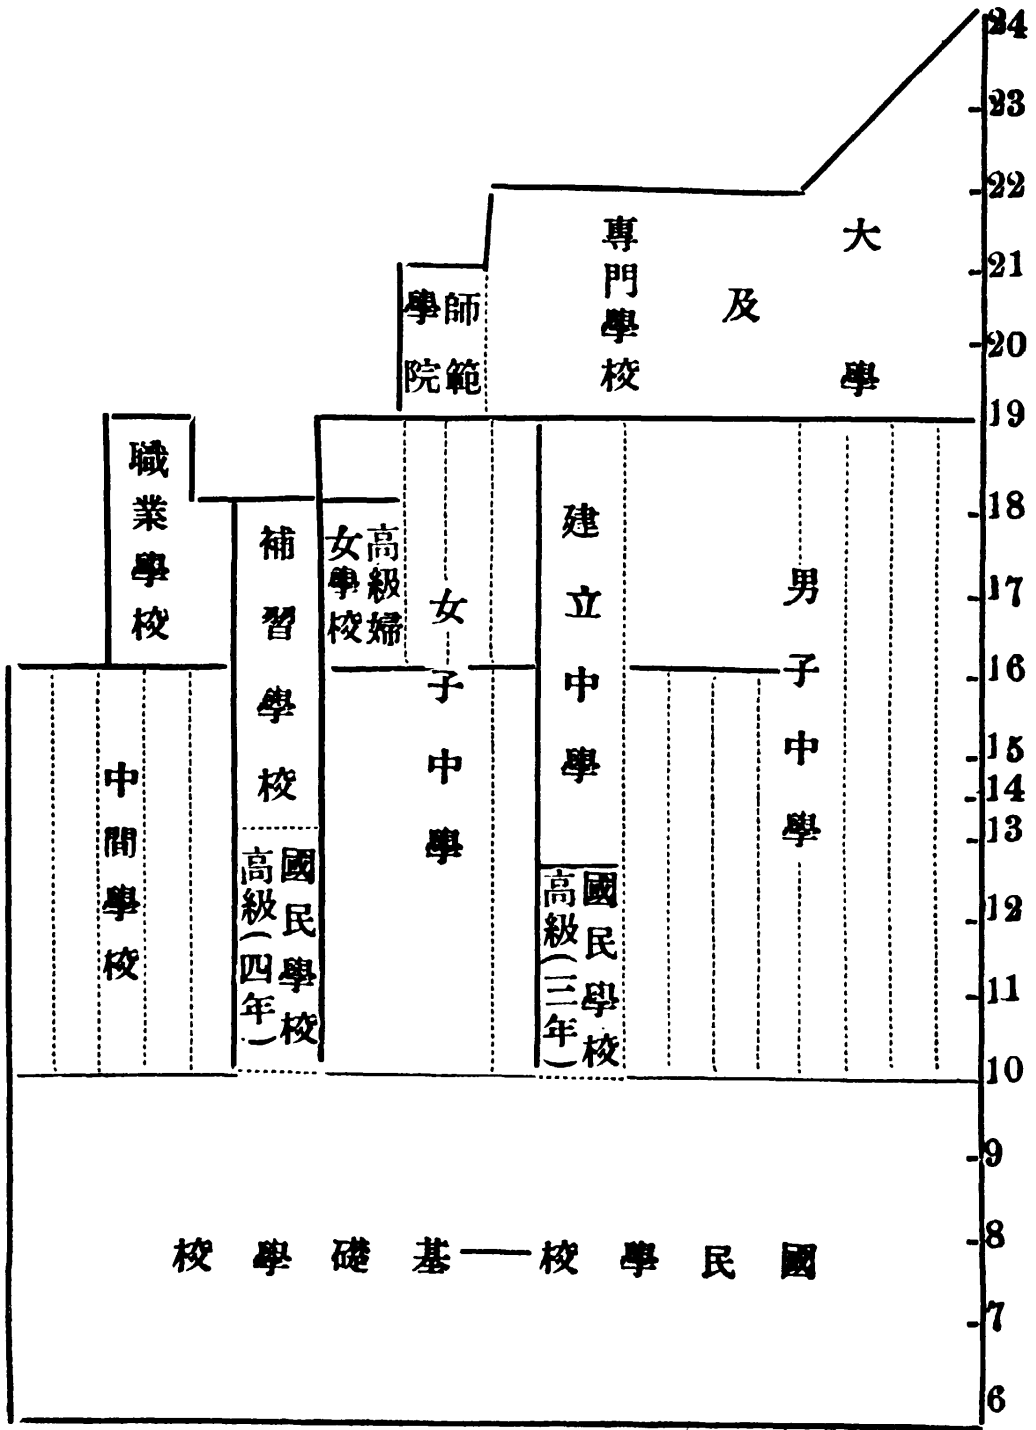 24
23
22
21
20
19
18
17
16
15
14
13
12
11
10
9
8
7
6
大學
及
專門學校
師範
學院
男子中學
建立中學
國民學校
高級(三年)
女子中學
高級婦
女學校
補習學校
國民學校
高級(四年)
職業學校
中間學校
國民學校—基礎學校